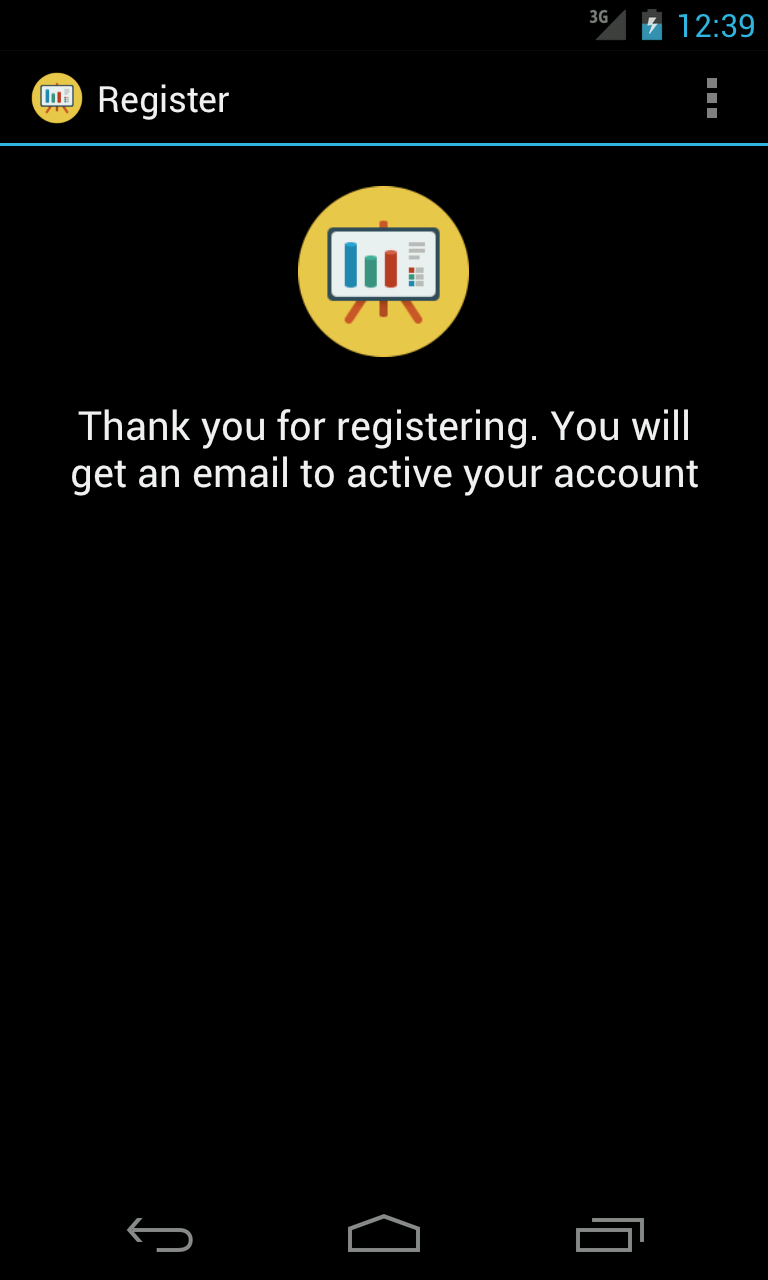 3G 12:39
Register
Thank you for registering. You will
get an email to active your account